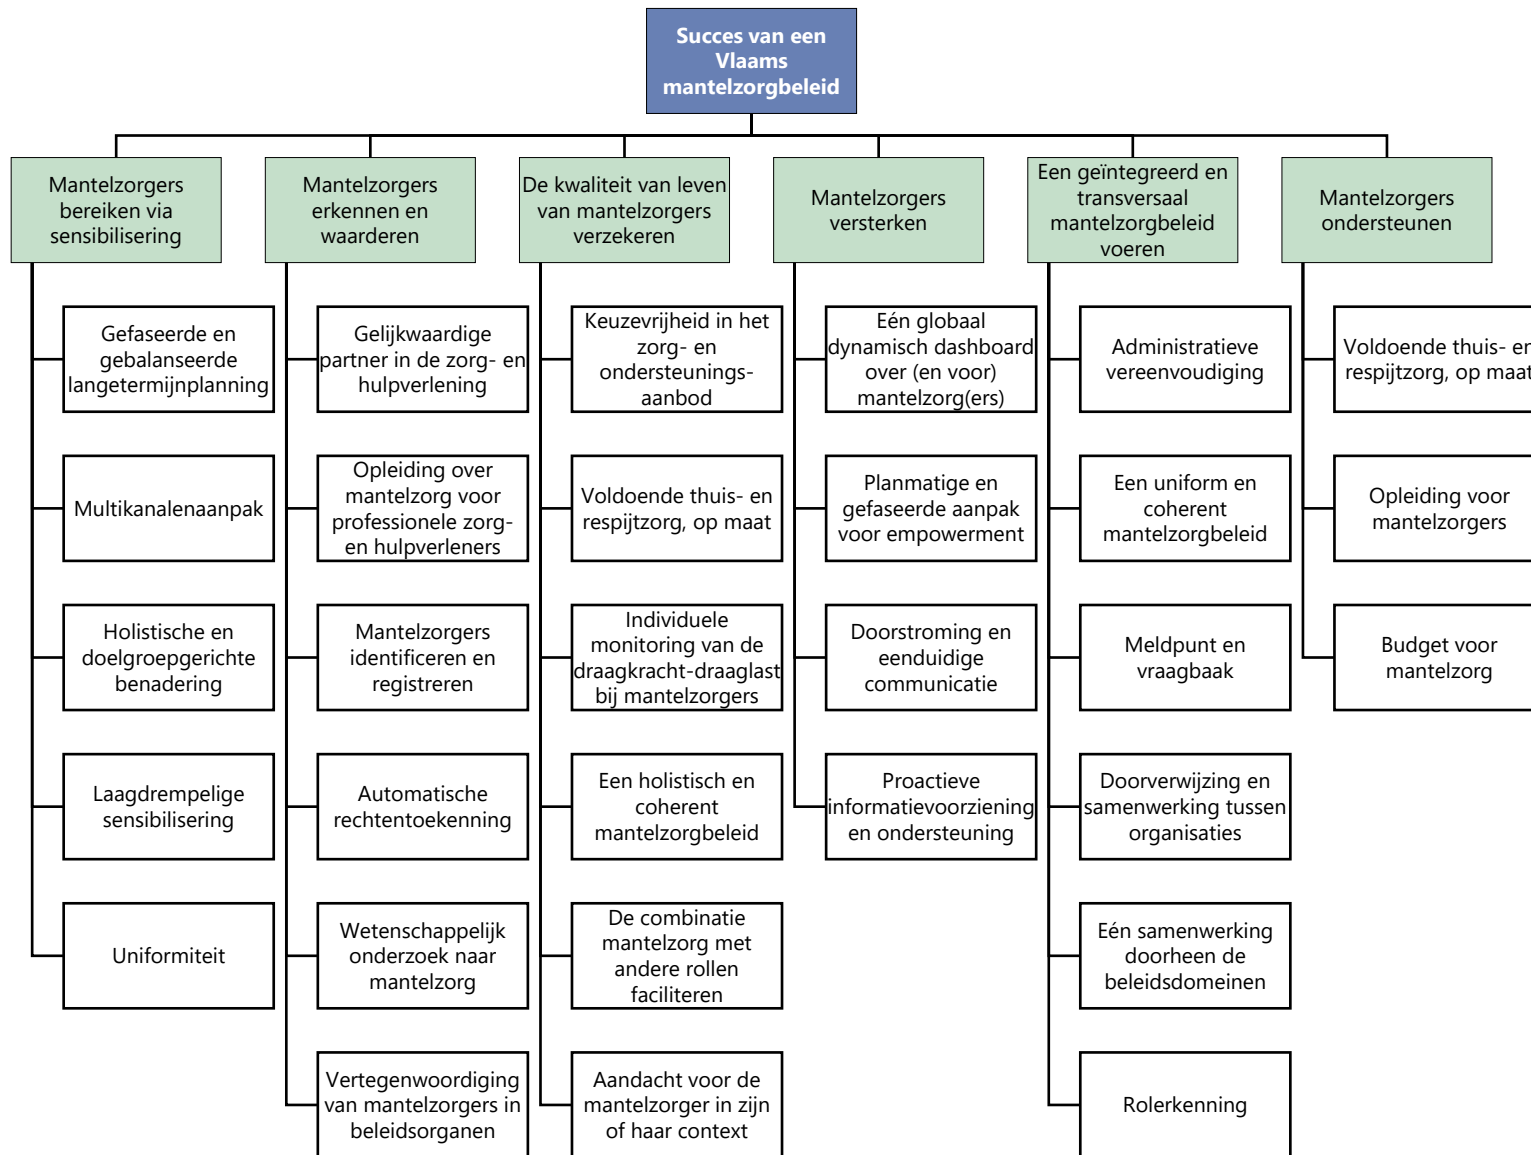 Succes van een
Vlaams
mantelzorgbeleid
Mantelzorgers
bereiken via
sensibilisering
Gefaseerde en
gebalanseerde
langetermijnplanning
Multikanalenaanpak
Holistische en
doelgroepgerichte
benadering
Laagdrempelige
sensibilisering
Uniformiteit
Mantelzorgers
erkennen en
waarderen
Gelijkwaardige
partner in de zorg- en
hulpverlening
Opleiding over
mantelzorg voor
professionele zorg-
en hulpverleners
Mantelzorgers
identificeren en
registreren
Automatische
rechtentoekenning
Wetenschappelijk
onderzoek naar
mantelzorg
Vertegenwoordiging
van mantelzorgers in
beleidsorganen
De kwaliteit van leven
van mantelzorgers
verzekeren
Keuzevrijheid in het
zorg- en
ondersteunings-
aanbod
Voldoende thuis- en
respijtzorg, op maat
Individuele
monitoring van de
draagkracht-draaglast
bij mantelzorgers
Een holistisch en
coherent
mantelzorgbeleid
De combinatie
mantelzorg met
andere rollen
faciliteren
Aandacht voor de
mantelzorger in zijn
of haar context
Mantelzorgers
versterken
Eén globaal
dynamisch dashboard
over (en voor)
mantelzorg(ers)
Planmatige en
gefaseerde aanpak
voor empowerment
Doorstroming en
eenduidige
communicatie
Proactieve
informatievoorziening
en ondersteuning
Een geïntegreerd en
transversaal
mantelzorgbeleid
voeren
Administratieve
vereenvoudiging
Een uniform en
coherent
mantelzorgbeleid
Meldpunt en
vraagbaak
Doorverwijzing en
samenwerking tussen
organisaties
Eén samenwerking
doorheen de
beleidsdomeinen
Rolerkenning
Mantelzorgers
ondersteunen
Voldoende thuis- en
respijtzorg, op maat
Opleiding voor
mantelzorgers
Budget voor
mantelzorg